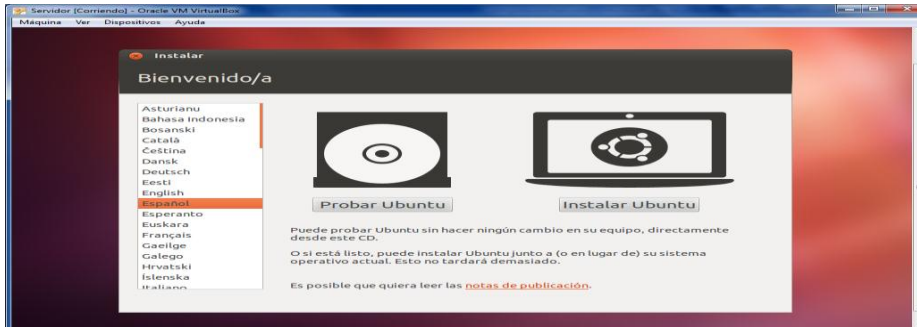 Servidor [Corriendo] - Oracle VM VirtualBox
Máquina Ver Dispositivos Ayuda
Instalar
Bienvenido/a
Asturianu
Bahasa Indonesia
Bosanski
Català
Čeština
Dansk
Deutsch
Eesti
English
Español
Esperanto
Euskara
Français
Gaeilge
Galego
Hrvatski
Íslenska
Italiano
Probar Ubuntu
Instalar Ubuntu
Puede probar Ubuntu sin hacer ningún cambio en su equipo, directamente
desde este CD.
O si está listo, puede instalar Ubuntu junto a (o en lugar de) su sistema
operativo actual. Esto no tardará demasiado.
Es posible que quiera leer las notas de publicación.